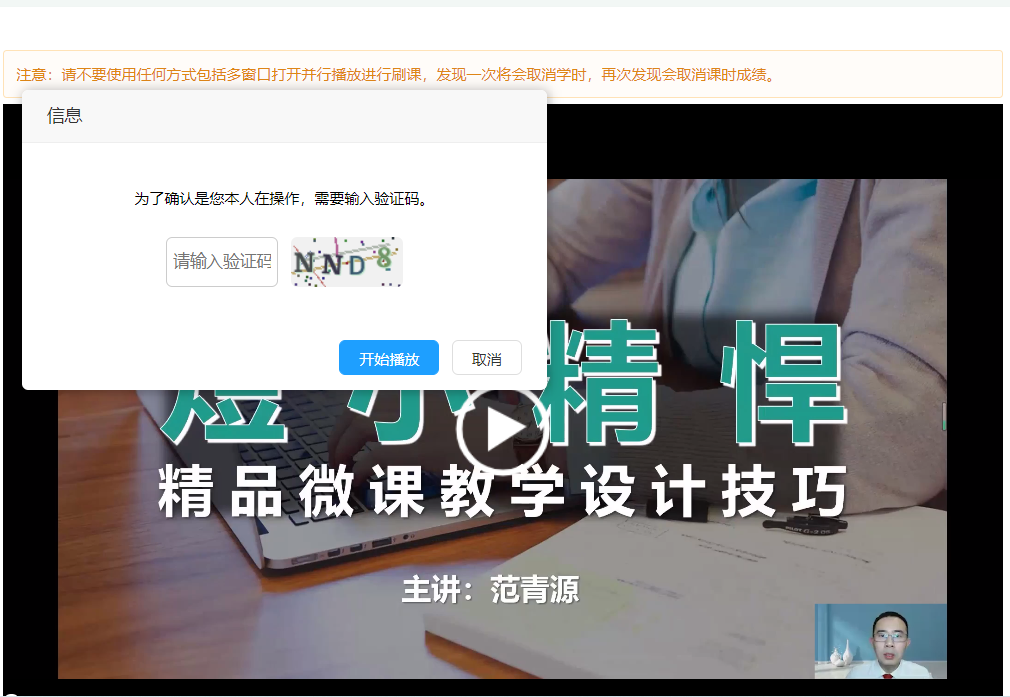 注意：请不要使用任何方式包括多窗口打开并行播放进行刷课，发现一次将会取消学时，再次发现会取消课时成绩。
信息
为了确认是您本人在操作，需要输入验证码。
请输入验证码
NND8
开始播放
取消
短小精悍
精品微课教学设计技巧
主讲：范青源